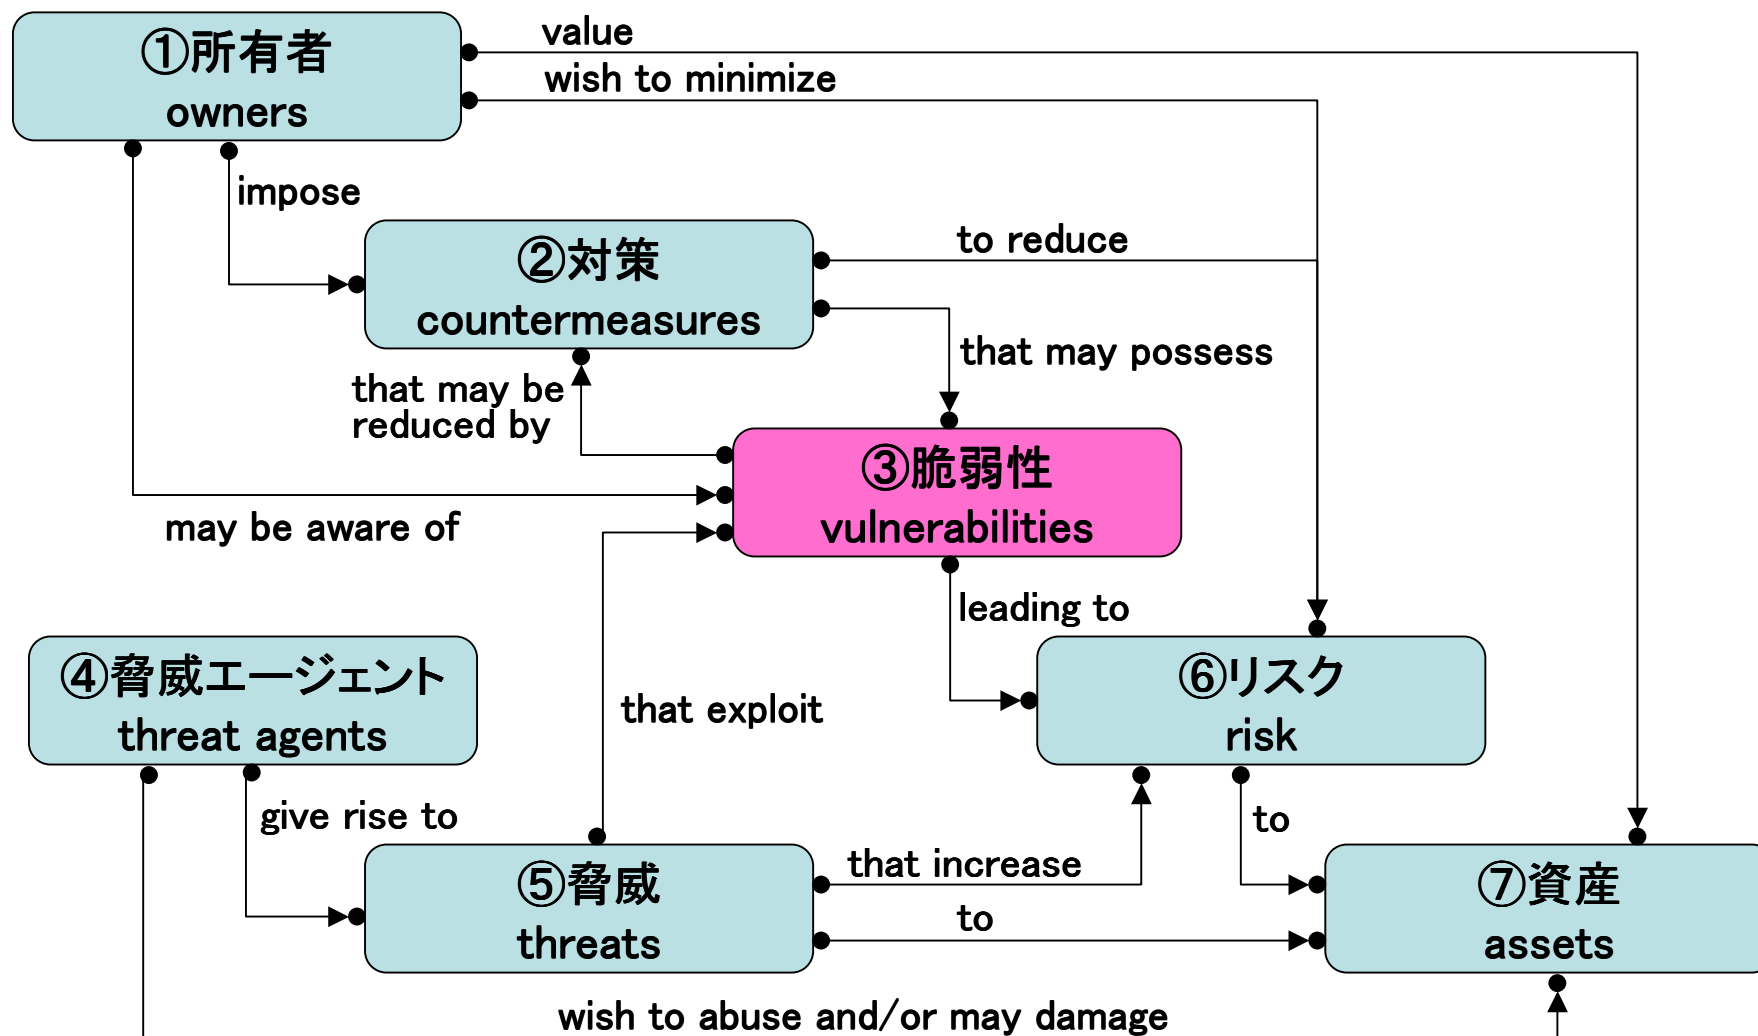 ①所有者
owners
value
wish to minimize
impose
②対策
countermeasures
to reduce
that may possess
that may be
reduced by
③脆弱性
vulnerabilities
may be aware of
leading to
④脅威エージェント
threat agents
that exploit
⑥リスク
risk
give rise to
to
⑤脅威
threats
that increase
to
⑦資産
assets
wish to abuse and/or may damage